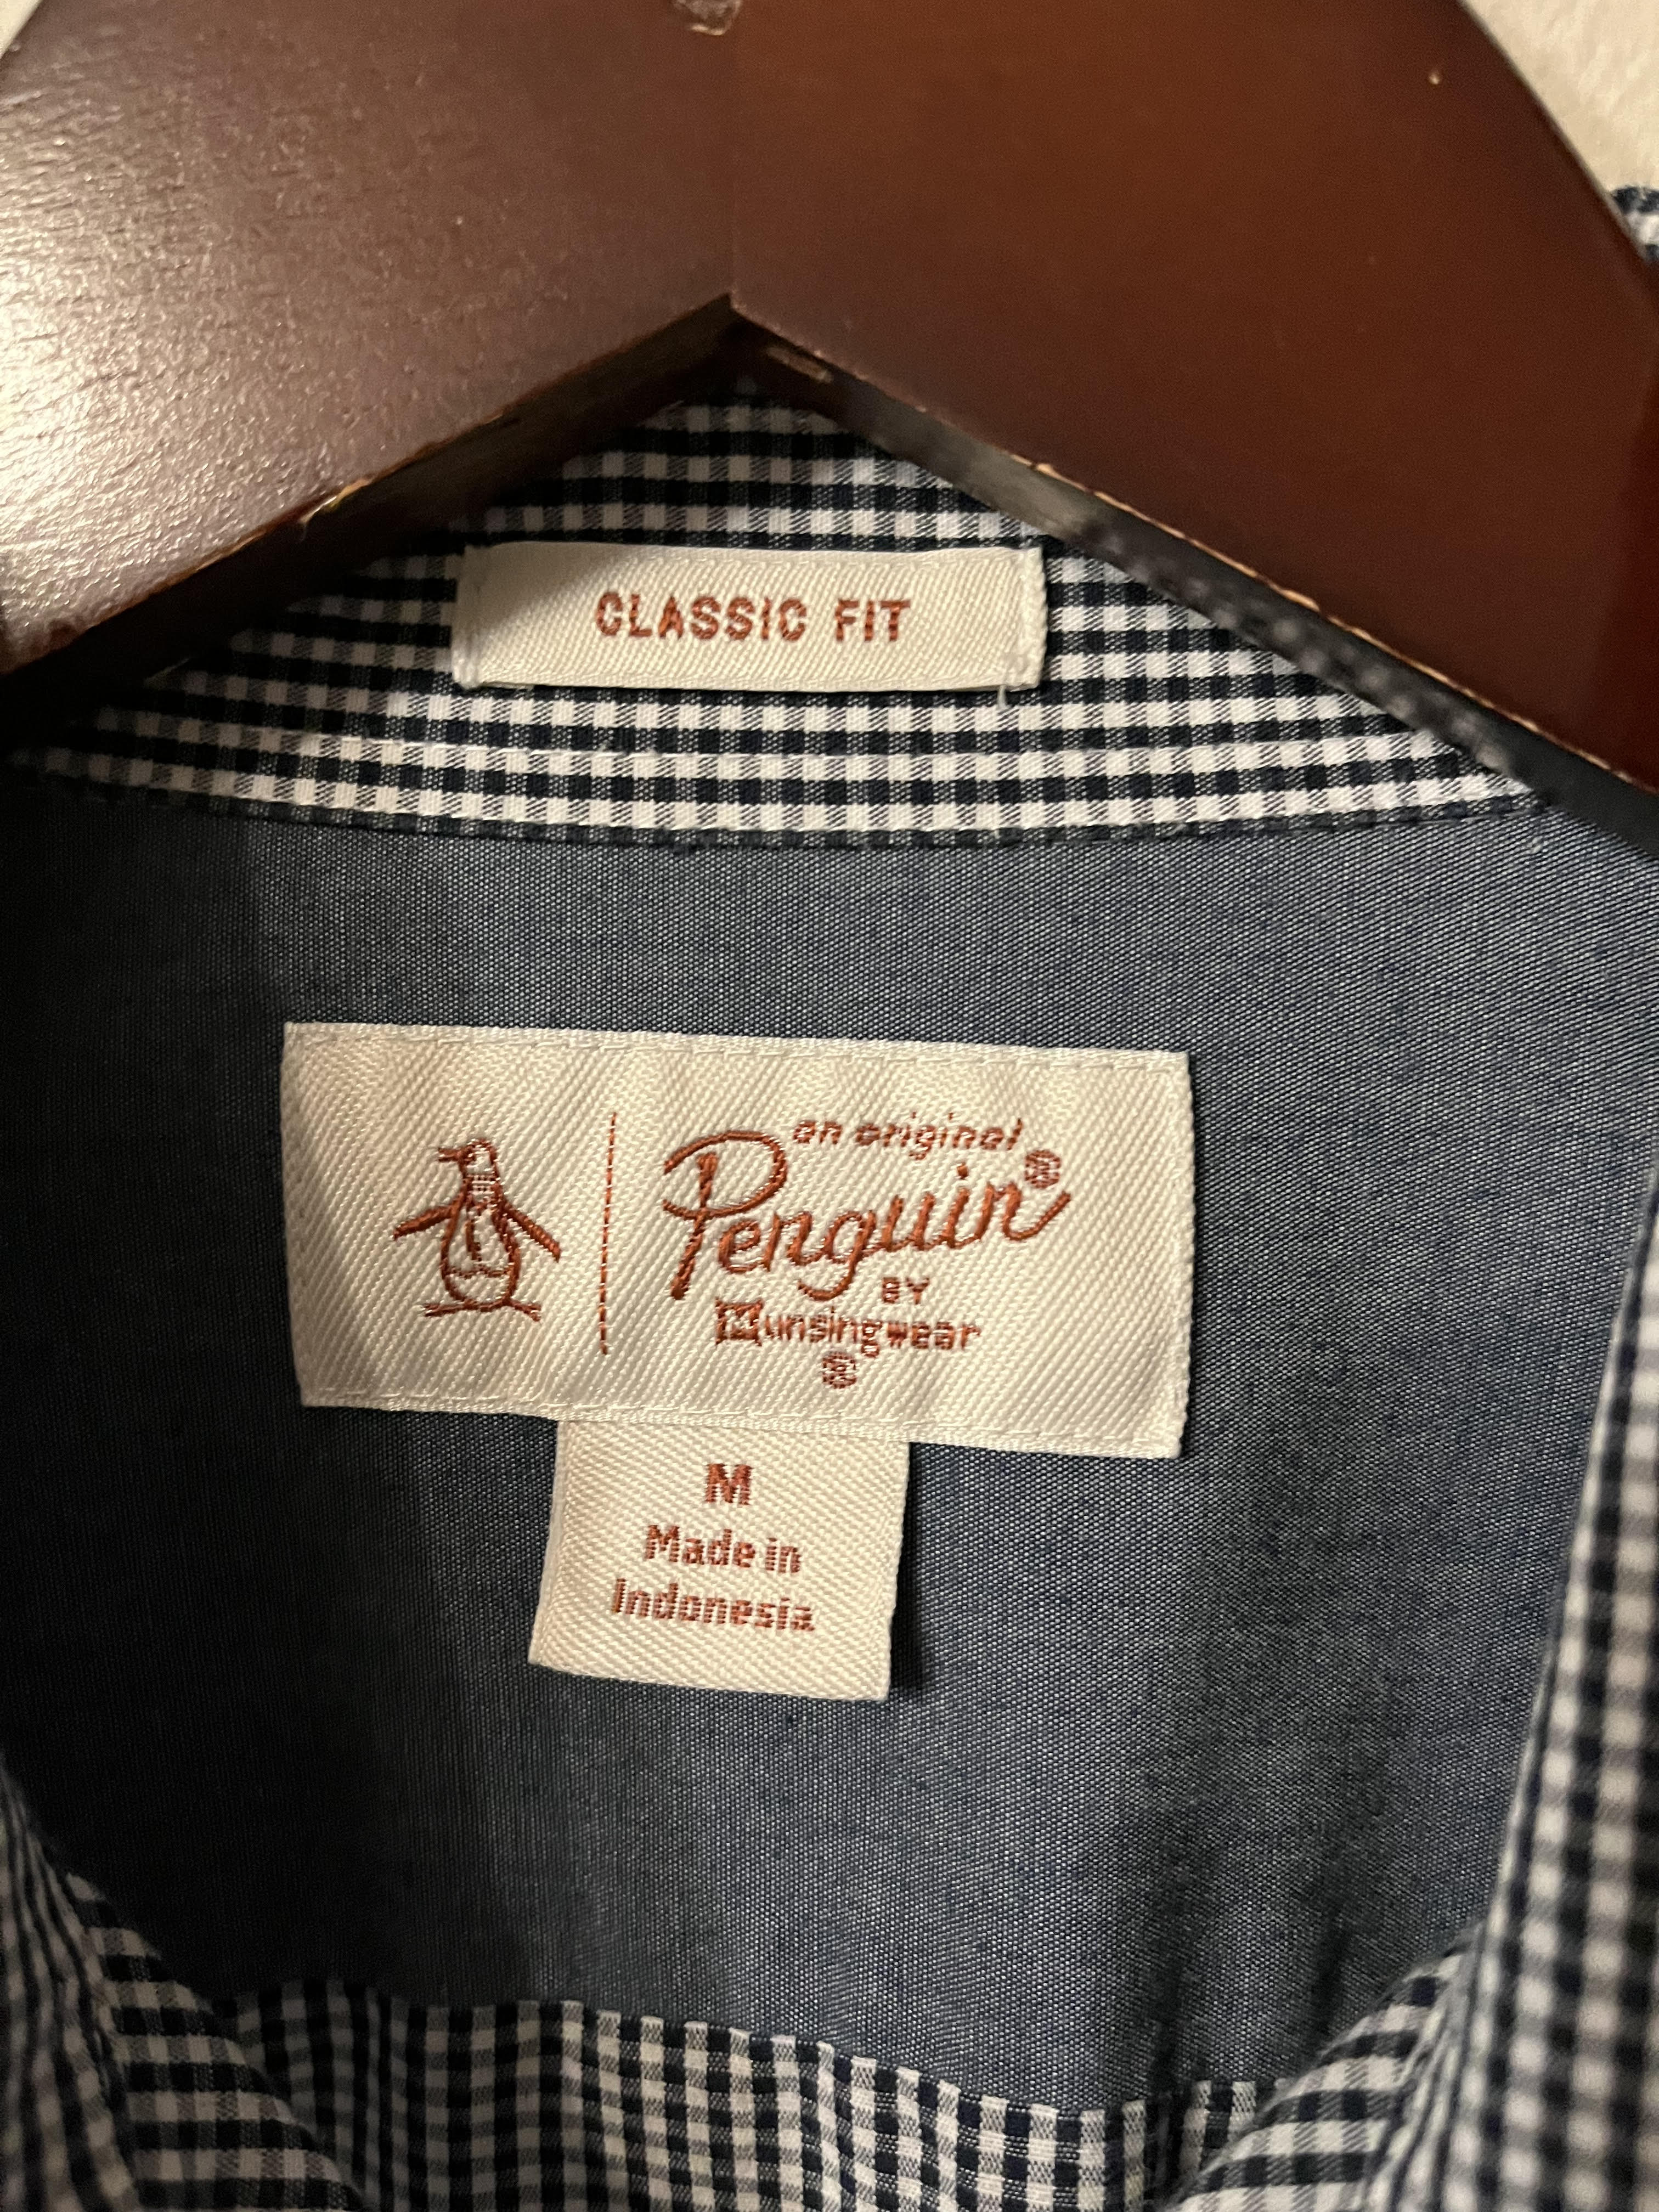 CLASSIC FIT
an original
Penguin®
BY
Munsingwear
®
M
Made in
Indonesia